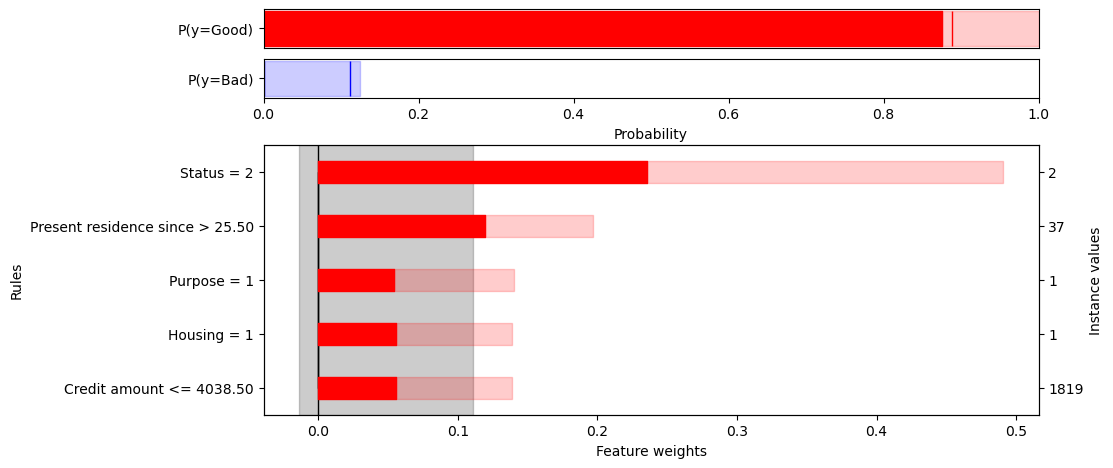 P(y=Good)
P(y=Bad)
0.0 0.2 0.4 0.6 0.8 1.0
Probability
Status = 2 2
Present residence since > 25.50 37
Purpose = 1 1
Housing = 1 1
Credit amount <= 4038.50 1819
Rules
Instance values
0.0 0.1 0.2 0.3 0.4 0.5
Feature weights